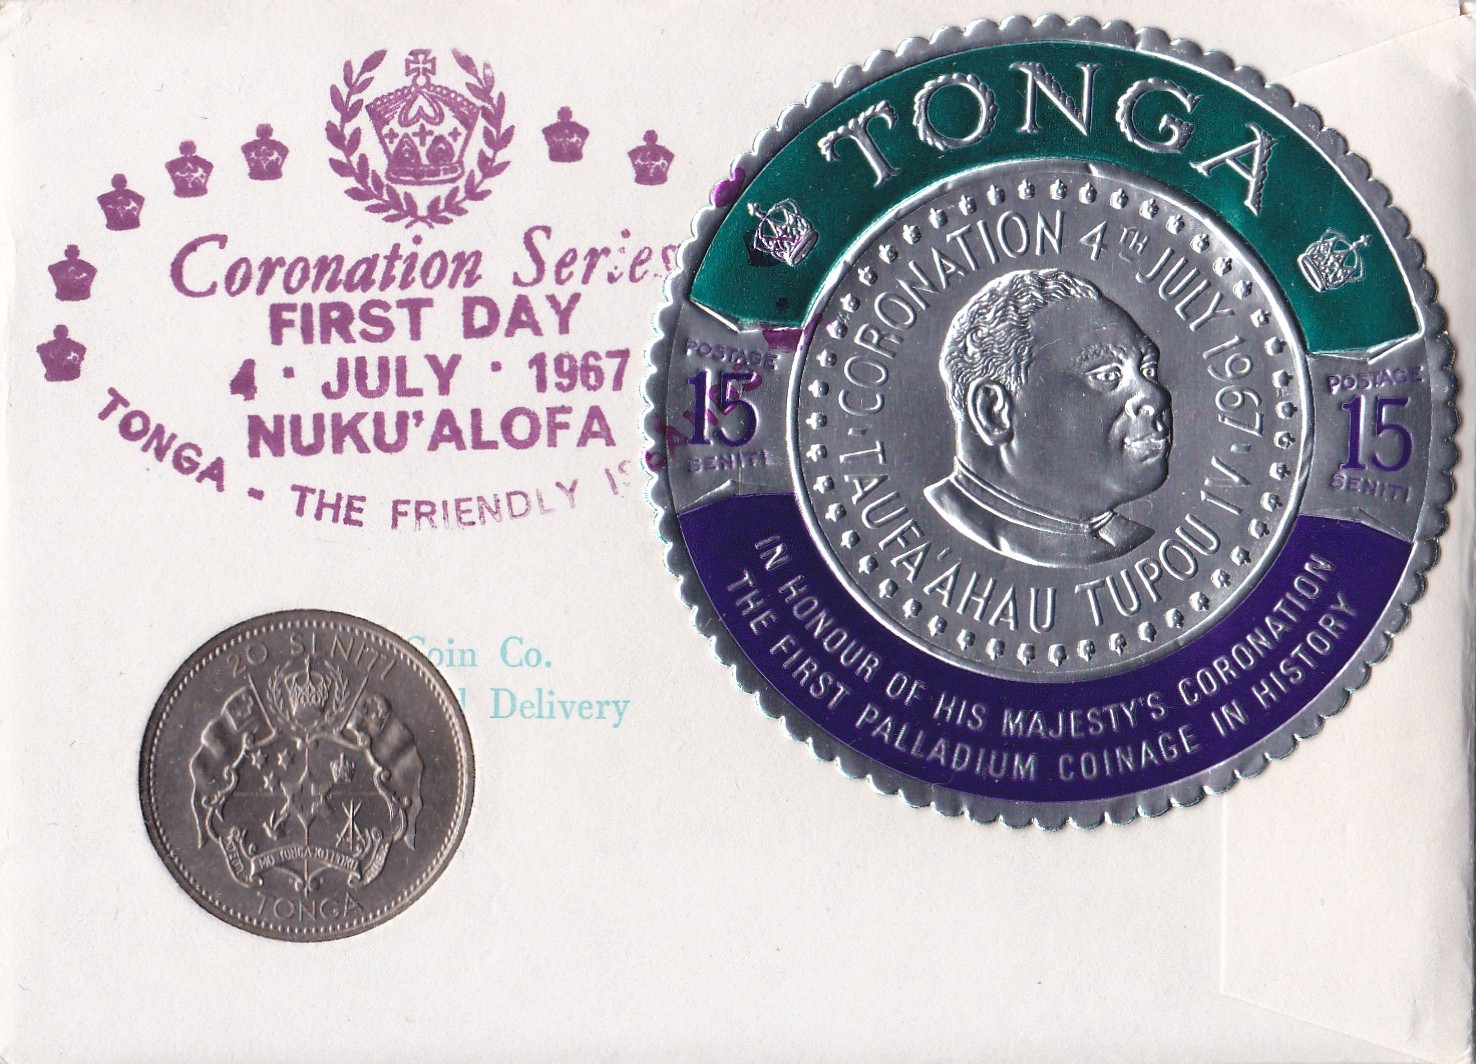 Coronation Series
FIRST DAY
4 · JULY · 1967
NUKU'ALOFA
TONGA - THE FRIENDLY
TONGA
CORONATION 4TH JULY 1967 ·
TAUFA'AHAU TUPOU IV ·
POSTAGE
15
SENITI
POSTAGE
15
SENITI
IN HONOUR OF HIS MAJESTY'S CORONATION
THE FIRST PALLADIUM COINAGE IN HISTORY
Coin Co.
Delivery
20 SENITI
TONGA